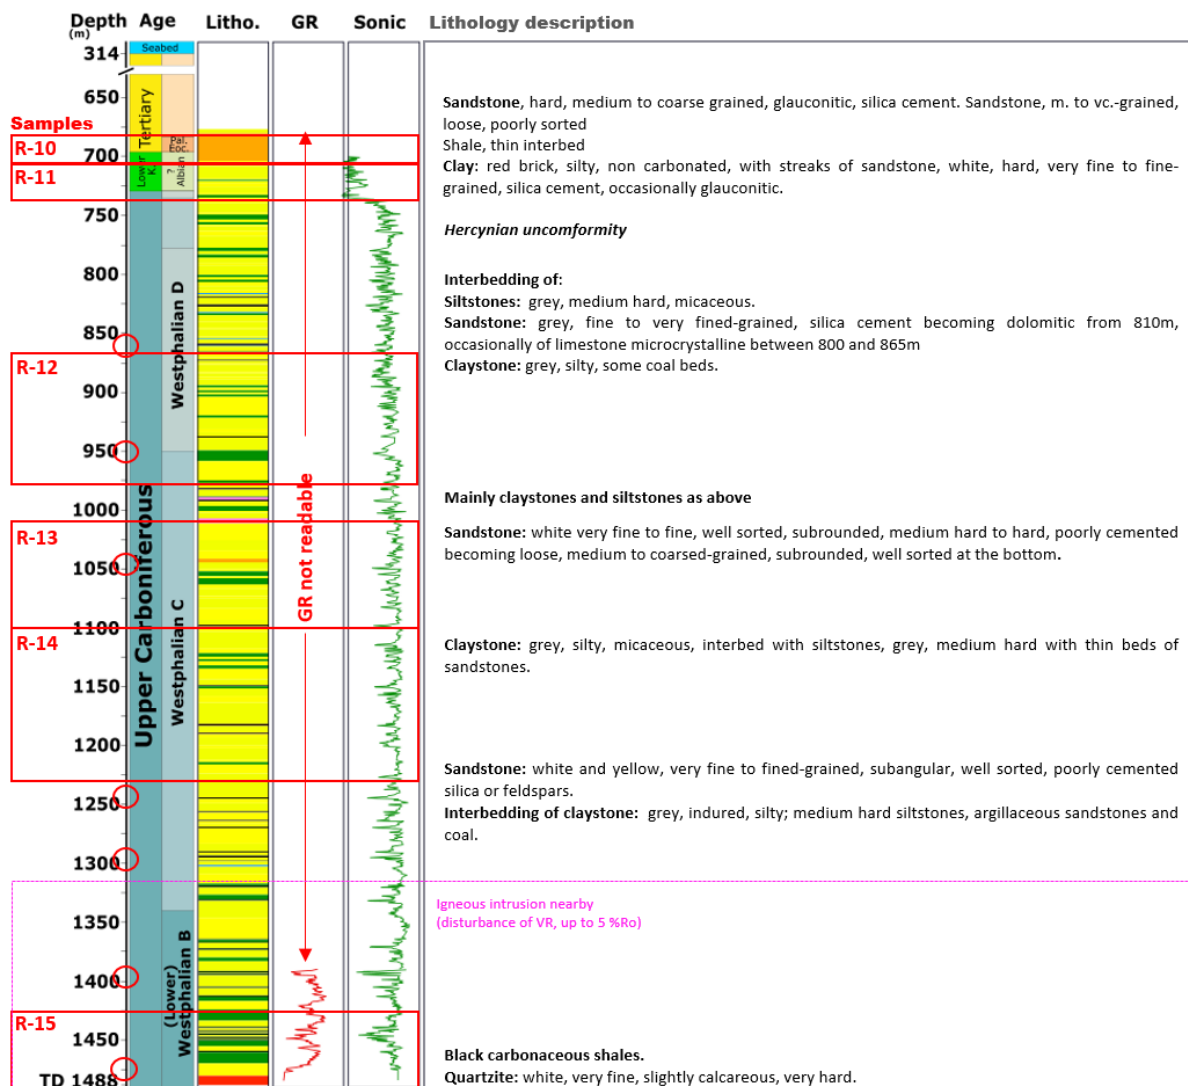 Depth Age Litho. GR Sonic Lithology description
(m)
314
Seabed
650
Tertiary
Sandstone, hard, medium to coarse grained, glauconitic, silica cement. Sandstone, m. to vc.-grained,
loose, poorly sorted
Samples
R-10
Pal.
Shale, thin interbed
700
R-11
Lower
K.
?
Albian
Clay: red brick, silty, non carbonated, with streaks of sandstone, white, hard, very fine to fine-
grained, silica cement, occasionally glauconitic.
750
Hercynian uncomformity
800
Interbedding of:
Siltstones: grey, medium hard, micaceous.
Sandstone: grey, fine to very fined-grained, silica cement becoming dolomitic from 810m,
occasionally of limestone microcrystalline between 800 and 865m
Claystone: grey, silty, some coal beds.
850
Westphalian D
R-12
900
950
Upper Carboniferous
GR not readable
Mainly claystones and siltstones as above
1000
R-13
Sandstone: white very fine to fine, well sorted, subrounded, medium hard to hard, poorly cemented
becoming loose, medium to coarsed-grained, subrounded, well sorted at the bottom.
1050
1100
R-14
Westphalian C
Claystone: grey, silty, micaceous, interbed with siltstones, grey, medium hard with thin beds of
sandstones.
1150
1200
Sandstone: white and yellow, very fine to fined-grained, subangular, well sorted, poorly cemented
silica or feldspars.
1250
Interbedding of claystone: grey, indured, silty; medium hard siltstones, argillaceous sandstones and
coal.
1300
Igneous intrusion nearby
(disturbance of VR, up to 5 %Ro)
1350
1400
(Lower)
Westphalian B
R-15
1450
Black carbonaceous shales.
TD 1488
Quartzite: white, very fine, slightly calcareous, very hard.